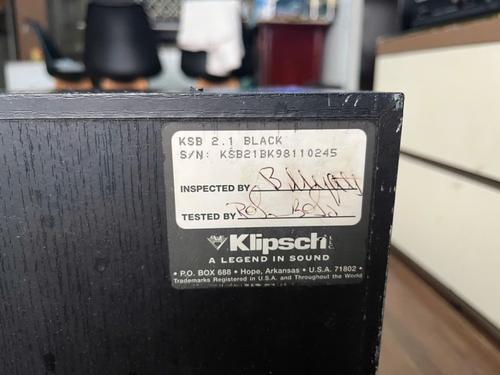 KSB 2.1 BLACK
S/N: KSB21BK98110245
INSPECTED BY
TESTED BY
Klipsch LLC
A LEGEND IN SOUND
• P.O. BOX 688 • Hope, Arkansas • U.S.A. 71802 •
Trademarks Registered in U.S.A. and Throughout the World